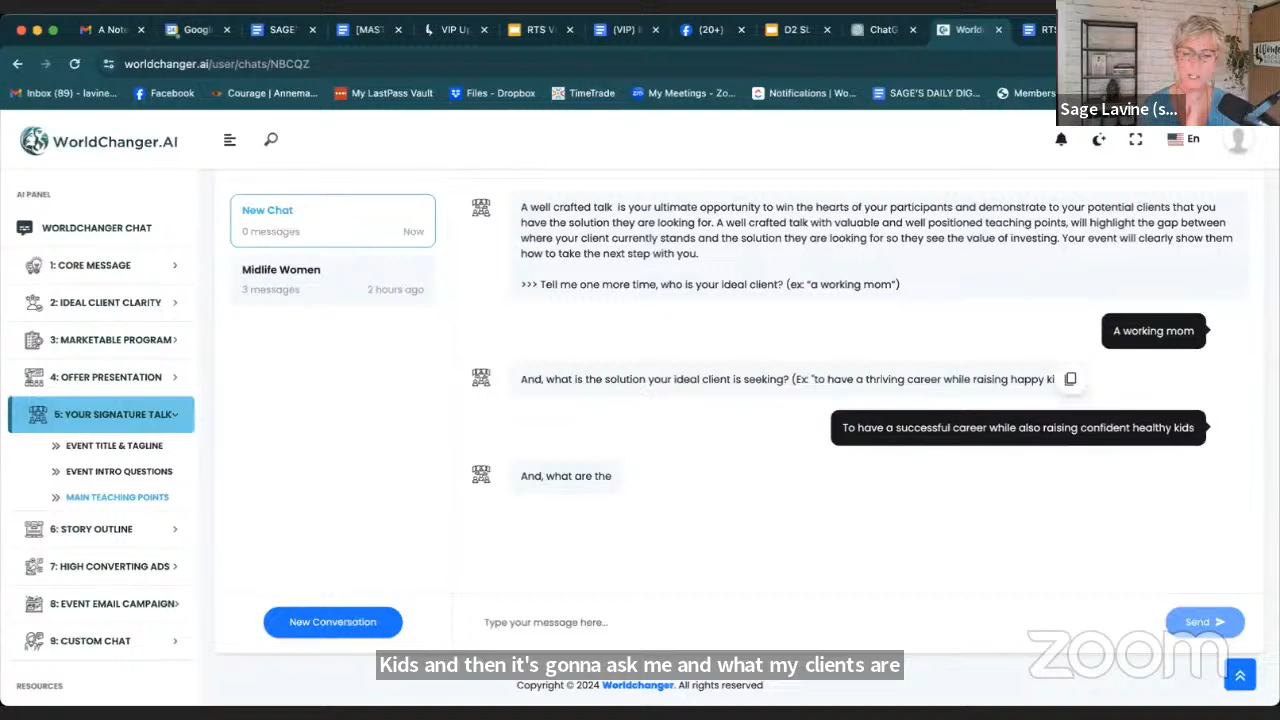 A Note
Googl
SAGE'
[MAST
VIP U
RTS V
(VIP) I
(20+)
D2 SL
ChatG
World
RTS
worldchanger.ai/user/chats/NBCQZ
Inbox (89) - lavine...
Facebook
Courage | Annema...
My LastPass Vault
Files - Dropbox
TimeTrade
My Meetings - Zo...
Notifications | Wo...
SAGE'S DAILY DIG...
Members
Sage Lavine (s...
WorldChanger.AI
En
AI PANEL
WORLDCHANGER CHAT
1: CORE MESSAGE
2: IDEAL CLIENT CLARITY
3: MARKETABLE PROGRAM
4: OFFER PRESENTATION
5: YOUR SIGNATURE TALK
EVENT TITLE & TAGLINE
EVENT INTRO QUESTIONS
MAIN TEACHING POINTS
6: STORY OUTLINE
7: HIGH CONVERTING ADS
8: EVENT EMAIL CAMPAIGN
9: CUSTOM CHAT
RESOURCES
New Chat
0 messages
Now
Midlife Women
3 messages
2 hours ago
New Conversation
A well crafted talk is your ultimate opportunity to win the hearts of your participants and demonstrate to your potential clients that you
have the solution they are looking for. A well crafted talk with valuable and well positioned teaching points, will highlight the gap between
where your client currently stands and the solution they are looking for so they see the value of investing. Your event will clearly show them
how to take the next step with you.
>>> Tell me one more time, who is your ideal client? (ex: "a working mom")
A working mom
And, what is the solution your ideal client is seeking? (Ex: "to have a thriving career while raising happy ki
To have a successful career while also raising confident healthy kids
And, what are the
Type your message here...
Send
zoom
Kids and then it's gonna ask me and what my clients are
Copyright © 2024 Worldchanger. All rights reserved